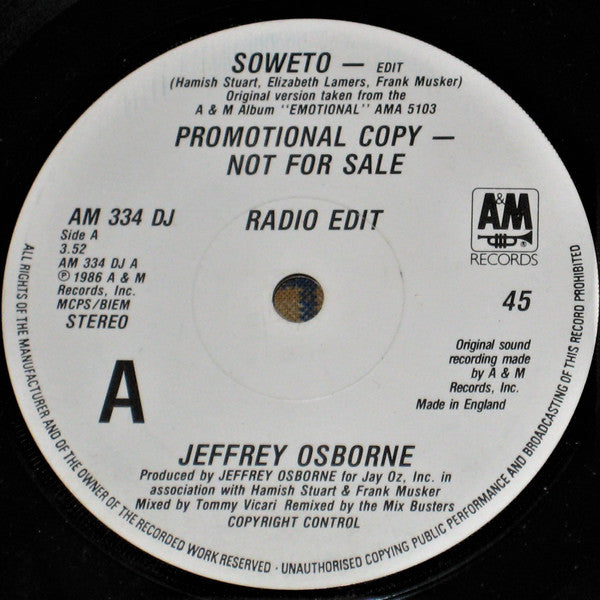 SOWETO — EDIT
(Hamish Stuart, Elizabeth Lamers, Frank Musker)
Original version taken from the
A & M Album "EMOTIONAL" AMA 5103
PROMOTIONAL COPY —
NOT FOR SALE
AM 334 DJ
RADIO EDIT
Side A
3.52
AM 334 DJ A
℗ 1986 A & M
Records, Inc.
MCPS/BIEM
STEREO
A&M
RECORDS
45
Original sound
recording made
by A & M
Records, Inc.
Made in England
A
JEFFREY OSBORNE
Produced by JEFFREY OSBORNE for Jay Oz, Inc. in
association with Hamish Stuart & Frank Musker
Mixed by Tommy Vicari Remixed by the Mix Busters
COPYRIGHT CONTROL
ALL RIGHTS OF THE MANUFACTURER AND OF THE OWNER OF THE RECORDED WORK RESERVED · UNAUTHORISED COPYING PUBLIC PERFORMANCE AND BROADCASTING OF THIS RECORD PROHIBITED